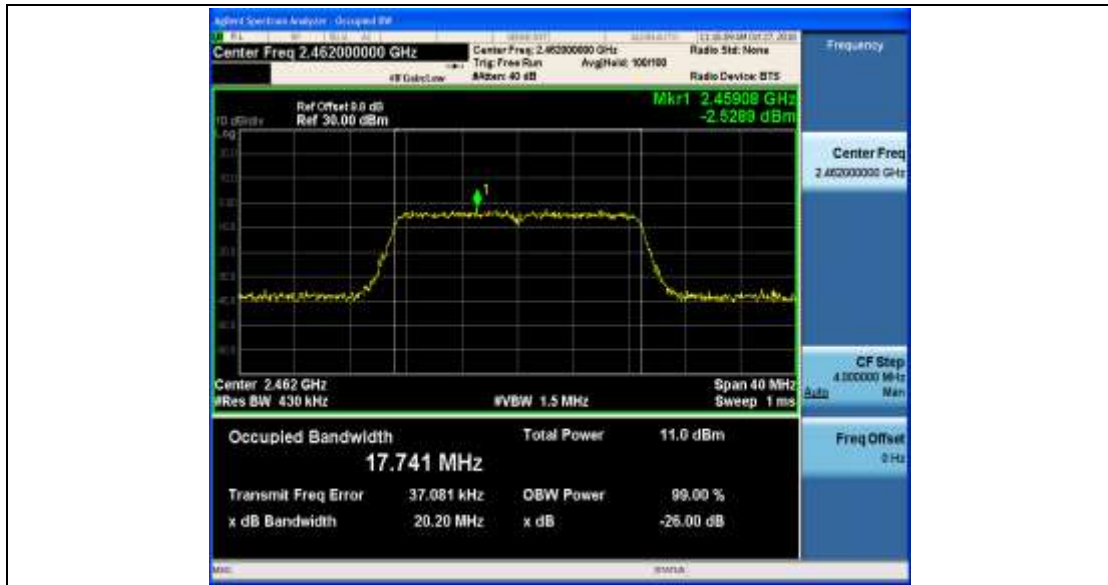 Agilent Spectrum Analyzer - Occupied BW
Center Freq 2.462000000 GHz
Center Freq: 2.462000000 GHz
Radio Std: None
Trig: Free Run
Avg|Hold: 100/100
#IFGain:Low
#Atten: 40 dB
Radio Device: BTS
Mkr1 2.45908 GHz
-2.5289 dBm
Ref Offset 9.0 dB
10 dB/div
Ref 30.00 dBm
Log
1
Center 2.462 GHz
Span 40 MHz
#Res BW 430 kHz
#VBW 1.5 MHz
Sweep 1 ms
Occupied Bandwidth
17.741 MHz
Total Power
11.0 dBm
Transmit Freq Error
37.081 kHz
OBW Power
99.00 %
x dB Bandwidth
20.20 MHz
x dB
-26.00 dB
Frequency
Center Freq
2.462000000 GHz
CF Step
4.000000 MHz
Auto
Man
Freq Offset
0 Hz
MSG
STATUS